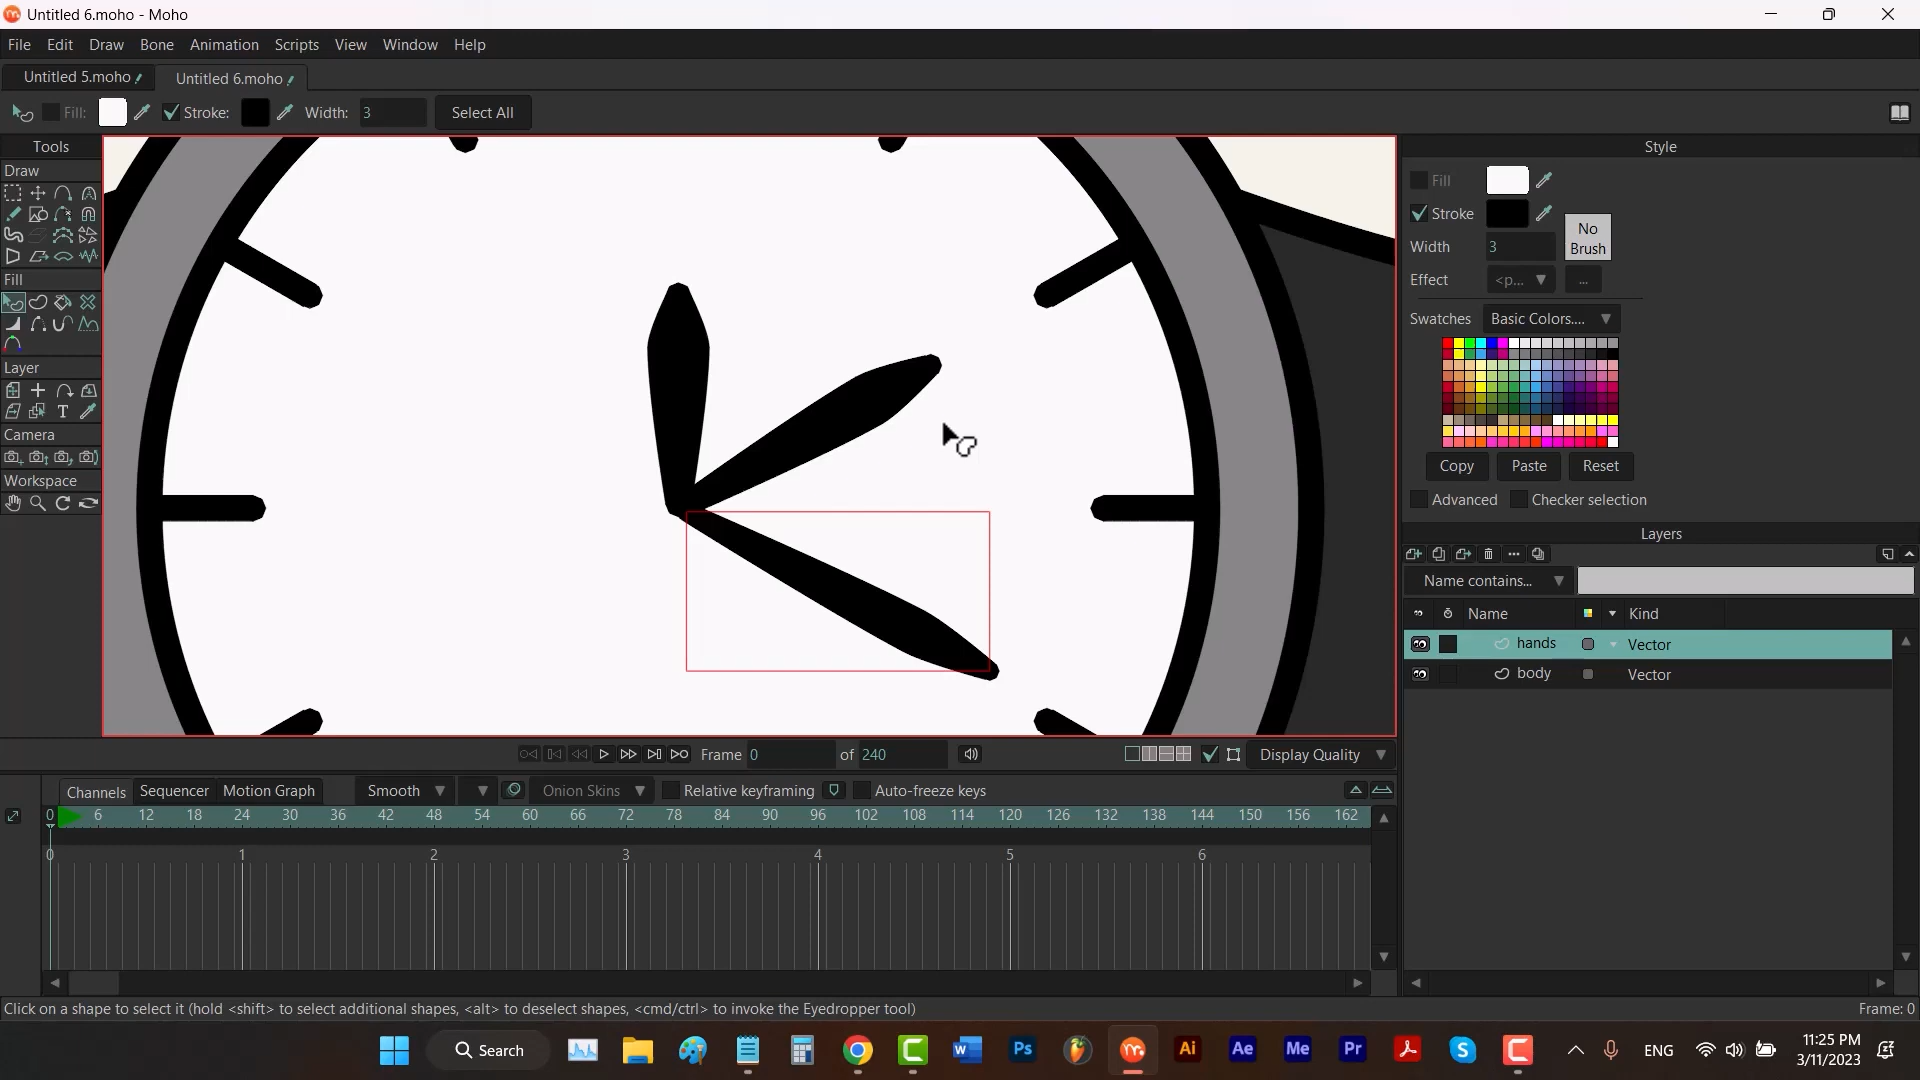 Untitled 6.moho - Moho
File Edit Draw Bone Animation Scripts View Window Help
Untitled 5.moho Untitled 6.moho
Fill: Stroke: Width: 3 Select All
Tools
Draw
Fill
Layer
Camera
Workspace
Style
Fill
Stroke
No Brush
Width 3
Effect <p... ...
Swatches Basic Colors....
Copy Paste Reset
Advanced Checker selection
Layers
Name contains...
Name Kind
hands Vector
body Vector
Frame 0 of 240 Display Quality
Channels Sequencer Motion Graph Smooth Onion Skins Relative keyframing Auto-freeze keys
0 6 12 18 24 30 36 42 48 54 60 66 72 78 84 90 96 102 108 114 120 126 132 138 144 150 156 162
0 1 2 3 4 5 6
Click on a shape to select it (hold <shift> to select additional shapes, <alt> to deselect shapes, <cmd/ctrl> to invoke the Eyedropper tool) Frame: 0
Search Ps Ai Ae Me Pr ENG 11:25 PM
3/11/2023